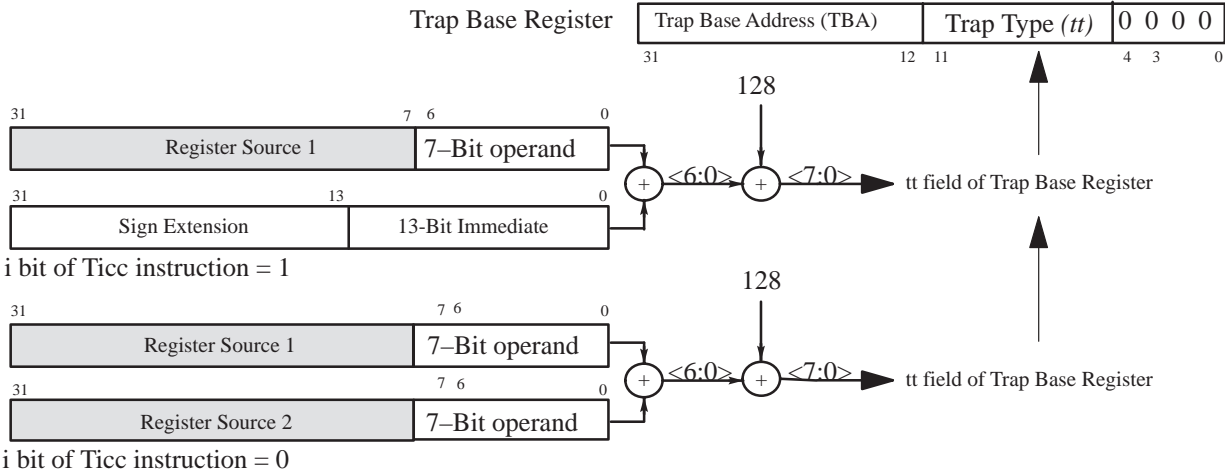 Trap Base Register
Trap Base Address (TBA) Trap Type (tt) 0 0 0 0
31 12 11 4 3 0
128
31 7 6 0
Register Source 1 7–Bit operand
+ <6:0> + <7:0> tt field of Trap Base Register
31 13 0
Sign Extension 13-Bit Immediate
i bit of Ticc instruction = 1
128
31 7 6 0
Register Source 1 7–Bit operand
+ <6:0> + <7:0> tt field of Trap Base Register
31 7 6 0
Register Source 2 7–Bit operand
i bit of Ticc instruction = 0